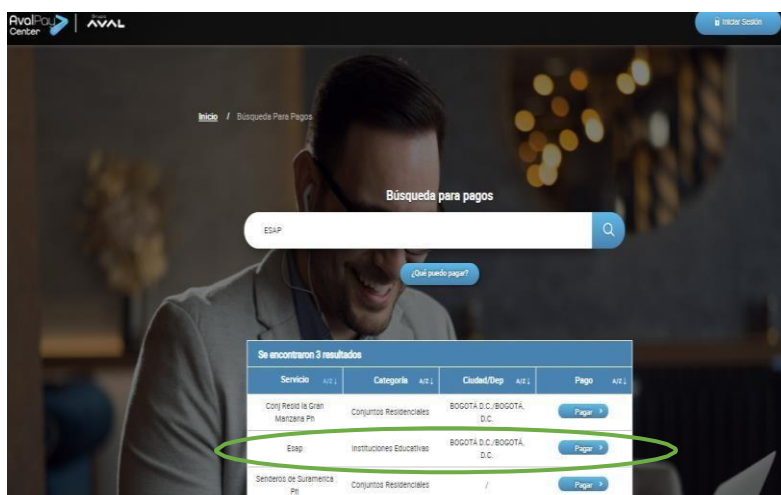 AvalPay
Center
Grupo
AVAL
Iniciar Sesión
Inicio / Búsqueda Para Pagos
Búsqueda para pagos
ESAP
¿Qué puedo pagar?
Se encontraron 3 resultados
Servicio A/Z↓ Categoría A/Z↓ Ciudad/Dep A/Z↓ Pago A/Z↓
Conj Resid la Gran
Manzana Ph
Conjuntos Residenciales
BOGOTÁ D.C./BOGOTÁ,
D.C.
Pagar >
Esap
Instituciones Educativas
BOGOTÁ D.C./BOGOTÁ,
D.C.
Pagar >
Senderos de Suramerica
Ph
Conjuntos Residenciales
/
Pagar >